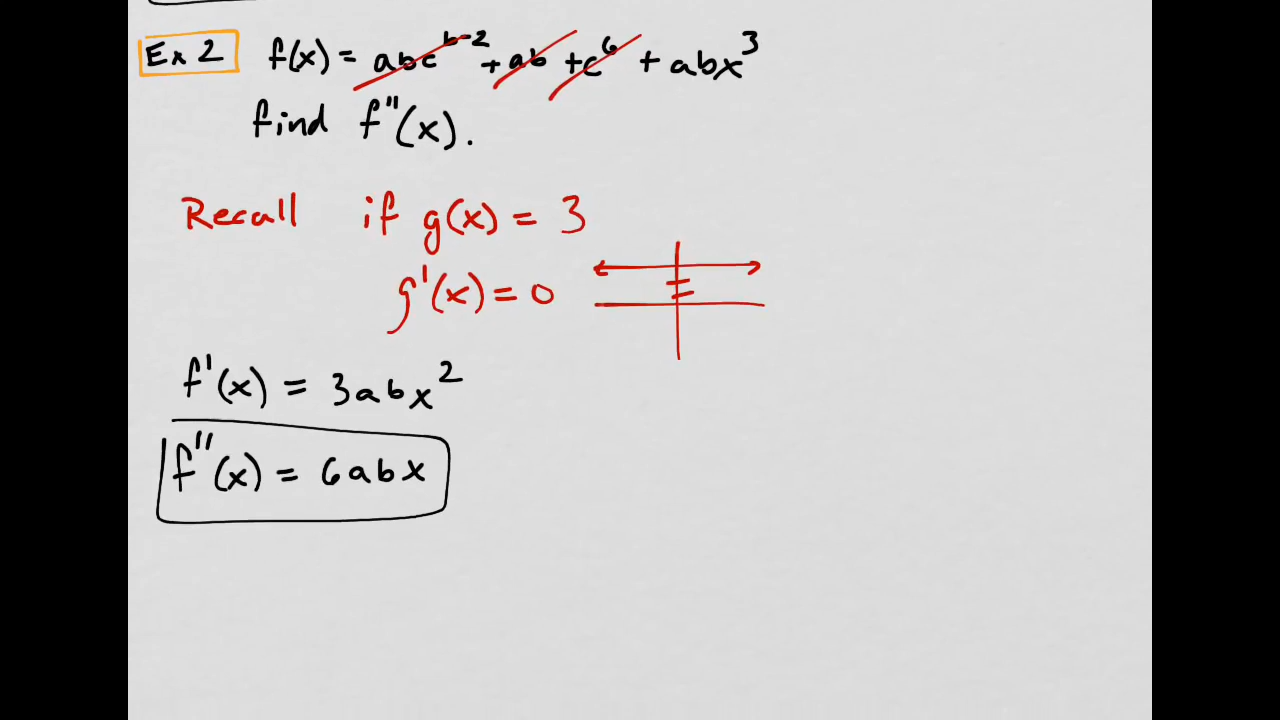 Ex 2 f(x) = abc^{b-2} + ab + c^6 + abx^3
find f''(x).
Recall if g(x) = 3
g'(x) = 0
f'(x) = 3abx^2
f''(x) = 6abx